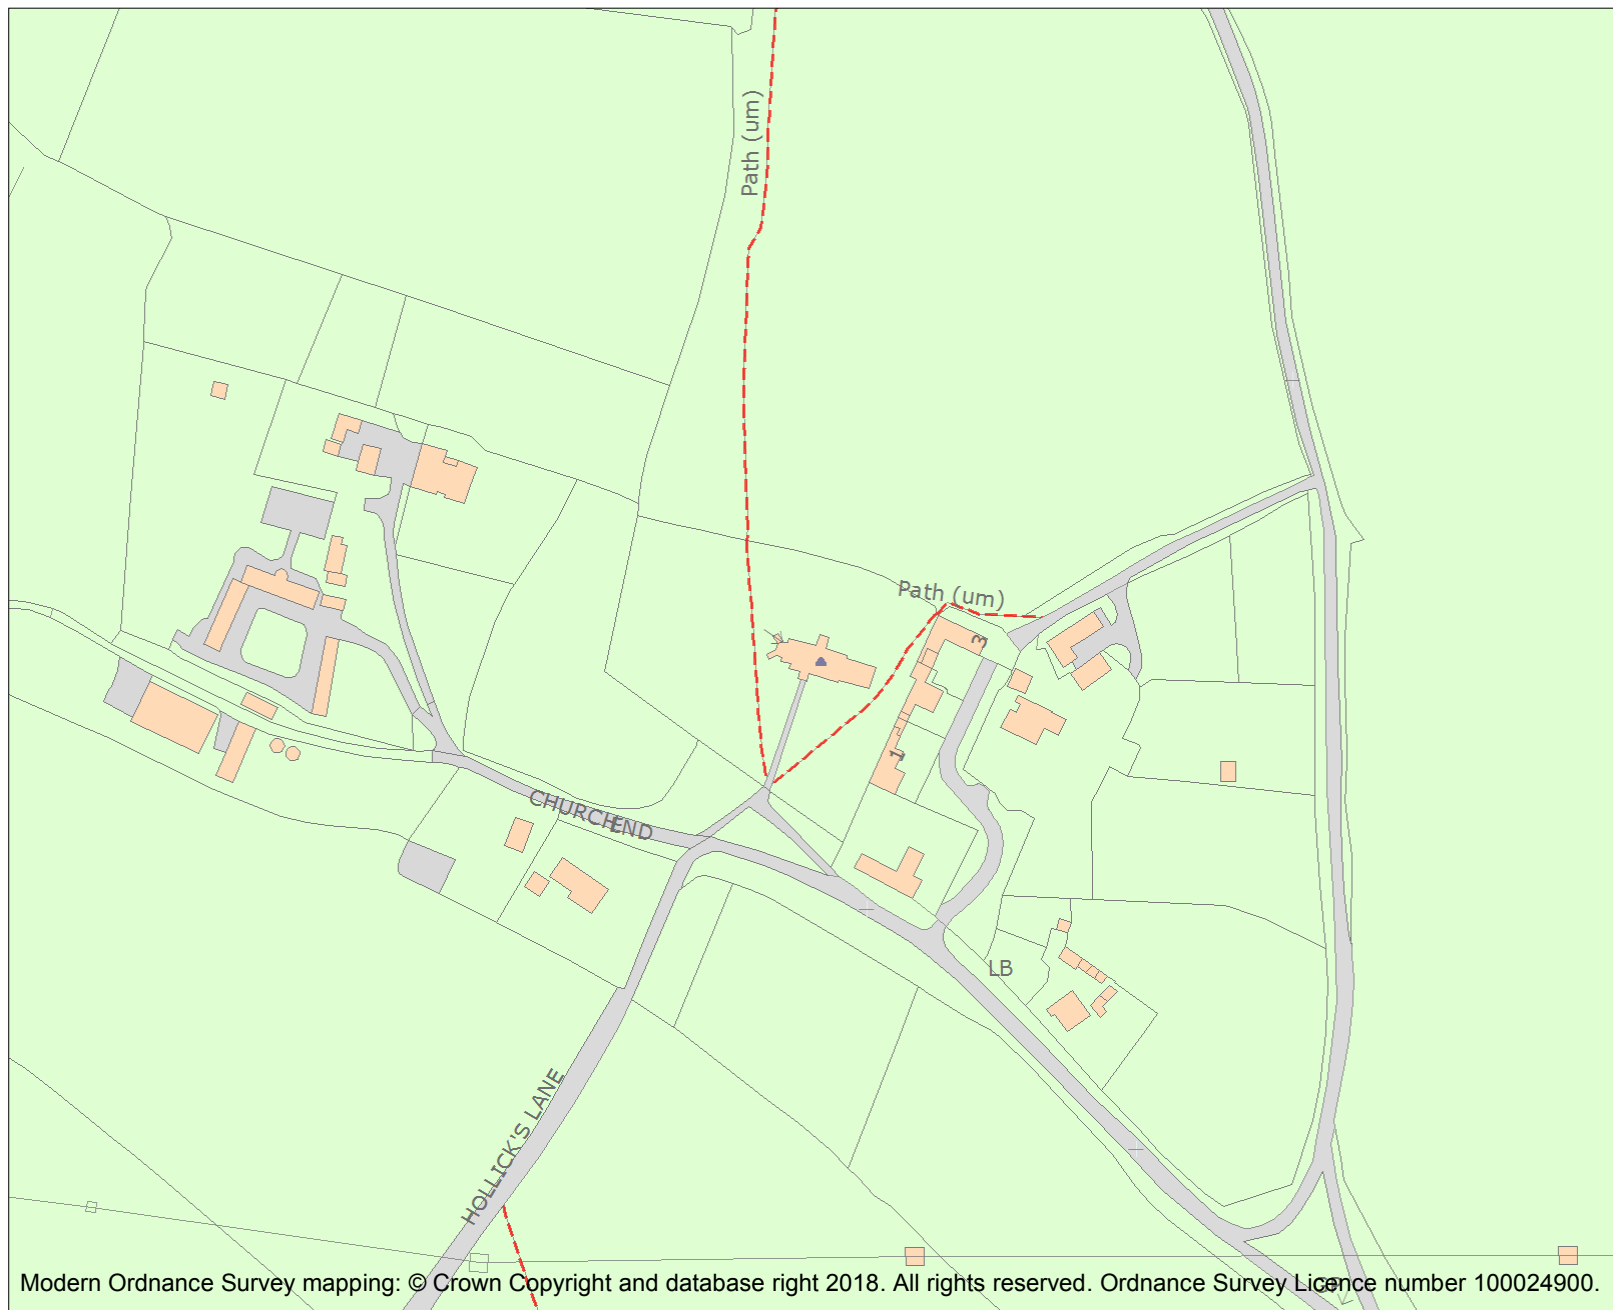 Path (um)
Path (um)
3
1
CHURCH END
LB
HOLLICK'S LANE
Modern Ordnance Survey mapping: © Crown Copyright and database right 2018. All rights reserved. Ordnance Survey Licence number 100024900.